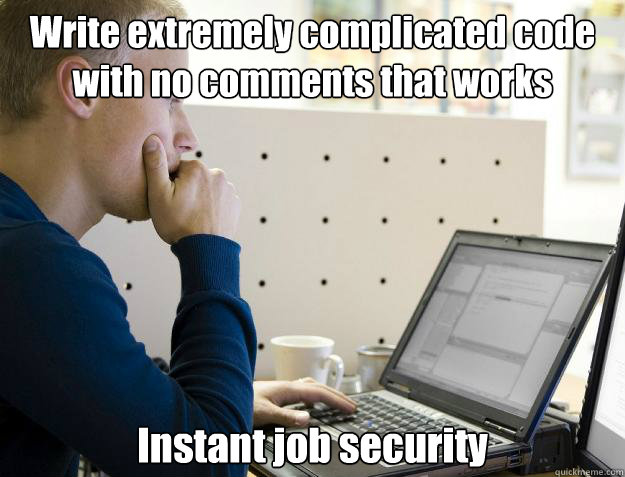 Write extremely complicated code
with no comments that works
Instant job security
quickmeme.com